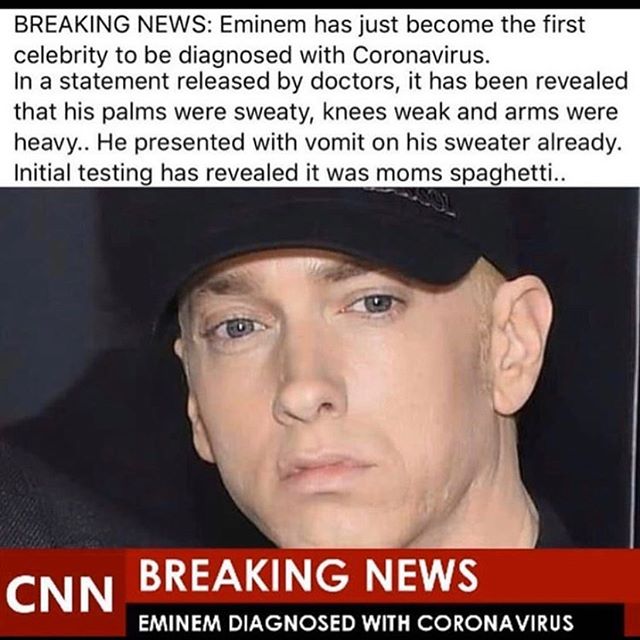 BREAKING NEWS: Eminem has just become the first
celebrity to be diagnosed with Coronavirus.
In a statement released by doctors, it has been revealed
that his palms were sweaty, knees weak and arms were
heavy.. He presented with vomit on his sweater already.
Initial testing has revealed it was moms spaghetti..
CNN
BREAKING NEWS
EMINEM DIAGNOSED WITH CORONAVIRUS